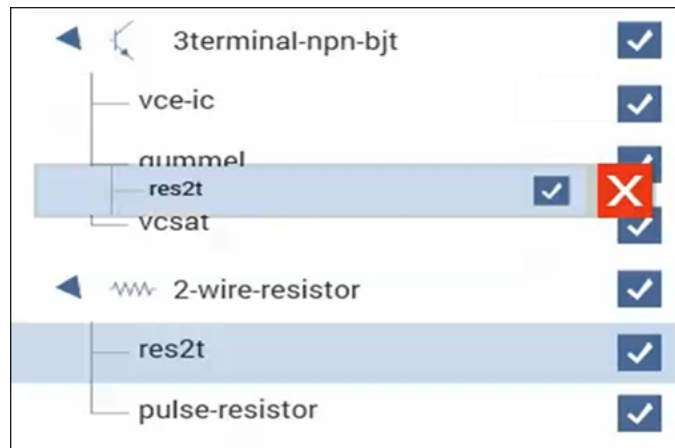 3terminal-npn-bjt
vce-ic
gummel
res2t
vcsat
2-wire-resistor
res2t
pulse-resistor